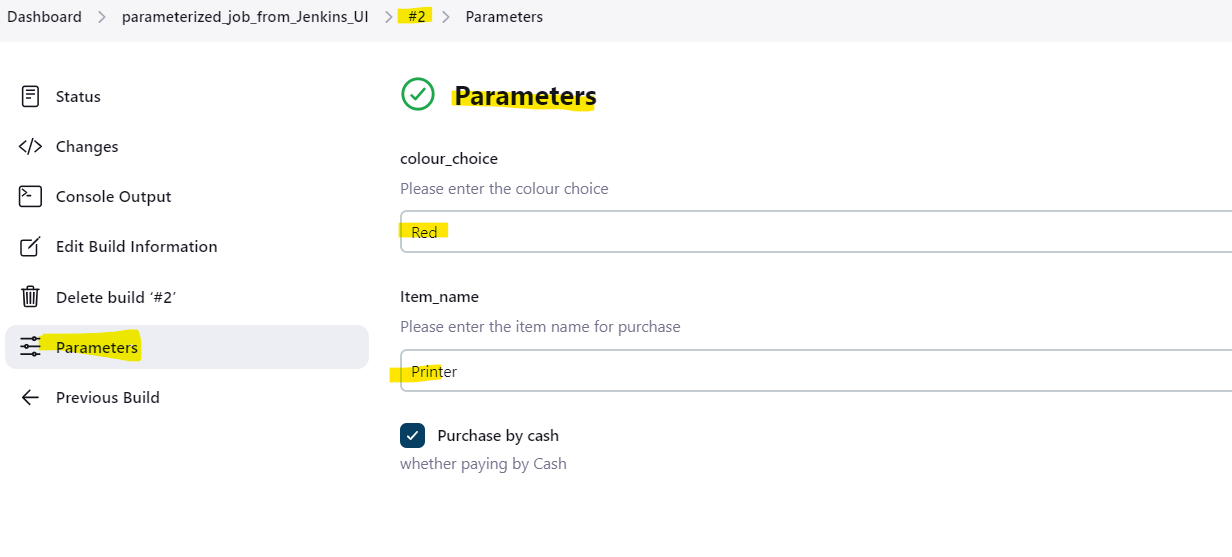 Dashboard > parameterized_job_from_Jenkins_UI > #2 > Parameters
Status
Changes
Console Output
Edit Build Information
Delete build ‘#2’
Parameters
Previous Build
Parameters
colour_choice
Please enter the colour choice
Red
Item_name
Please enter the item name for purchase
Printer
Purchase by cash
whether paying by Cash